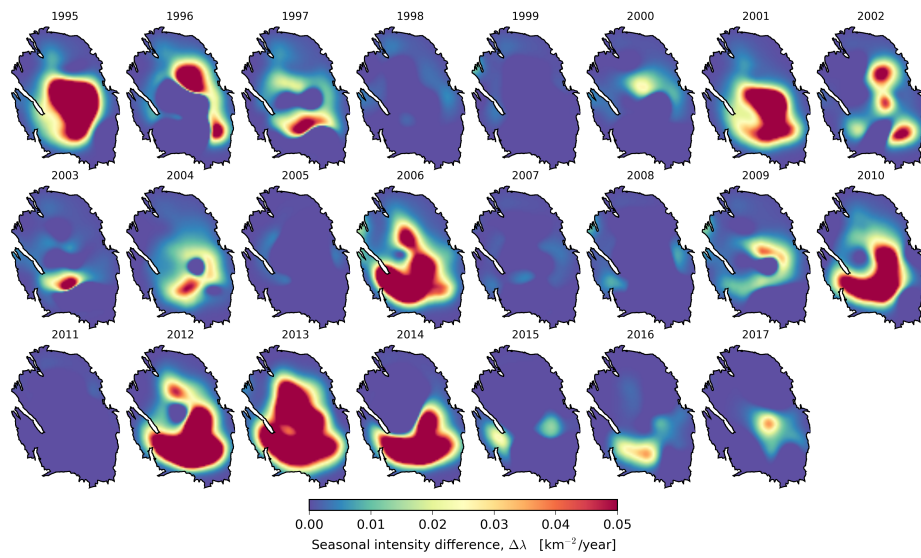 1995 1996 1997 1998 1999 2000 2001 2002
2003 2004 2005 2006 2007 2008 2009 2010
2011 2012 2013 2014 2015 2016 2017
0.00 0.01 0.02 0.03 0.04 0.05
Seasonal intensity difference, Δλ [km⁻²/year]